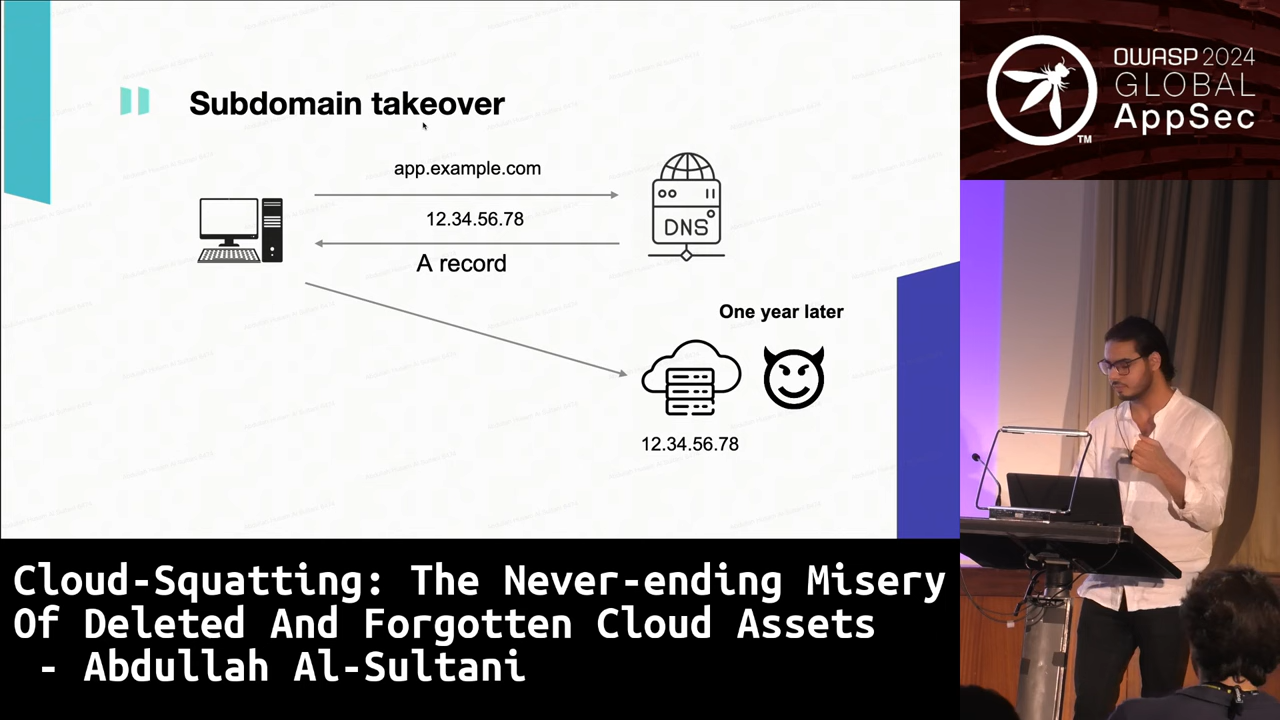 Subdomain takeover
app.example.com
12.34.56.78
A record
DNS
One year later
12.34.56.78
OWASP 2024
GLOBAL
AppSec
TM
Cloud-Squatting: The Never-ending Misery
Of Deleted And Forgotten Cloud Assets
- Abdullah Al-Sultani